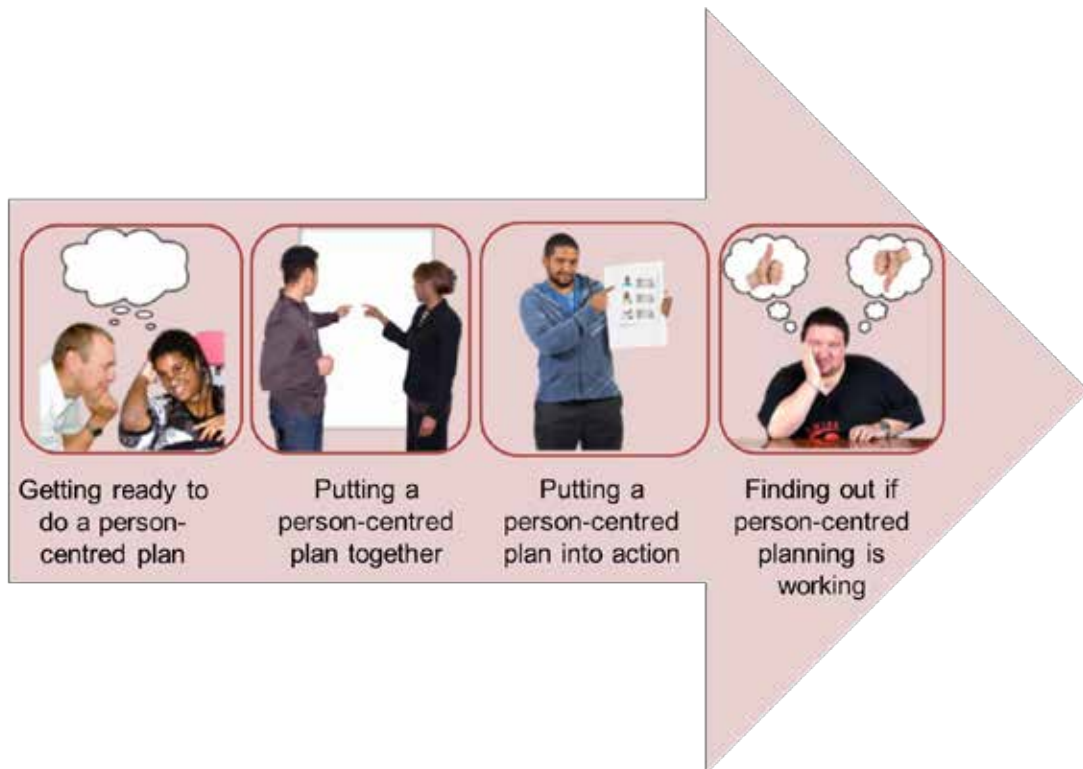 Getting ready to
do a person-
centred plan
Putting a
person-centred
plan together
Putting a
person-centred
plan into action
Finding out if
person-centred
planning is
working